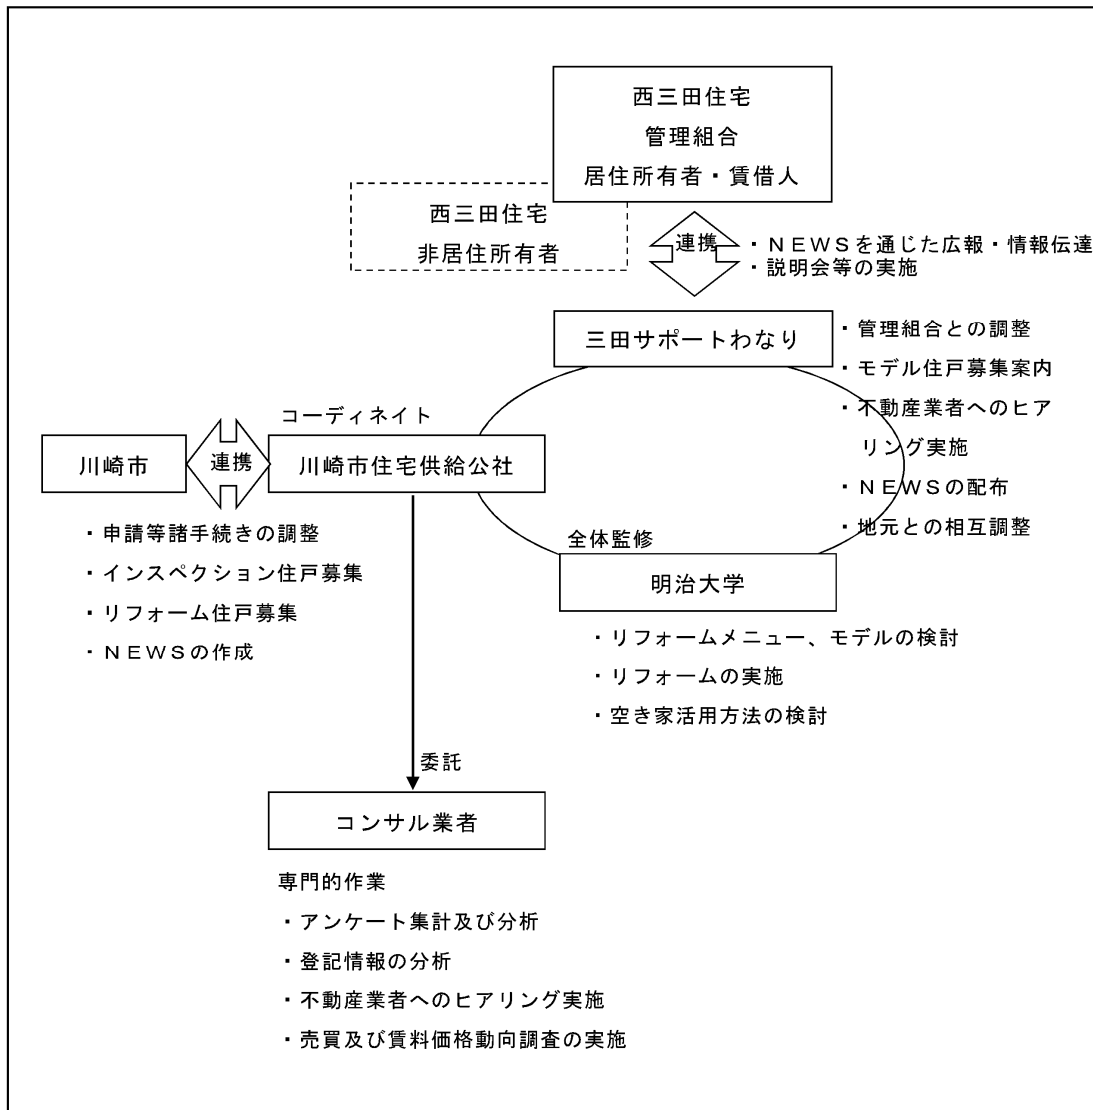 西三田住宅
管理組合
居住所有者・賃借人
西三田住宅
非居住所有者
連携
・ＮＥＷＳを通じた広報・情報伝達
・説明会等の実施
三田サポートわなり
・管理組合との調整
・モデル住戸募集案内
・不動産業者へのヒア
リング実施
・ＮＥＷＳの配布
・地元との相互調整
コーディネイト
川崎市
連携
川崎市住宅供給公社
・申請等諸手続きの調整
・インスペクション住戸募集
・リフォーム住戸募集
・ＮＥＷＳの作成
全体監修
明治大学
・リフォームメニュー、モデルの検討
・リフォームの実施
・空き家活用方法の検討
委託
コンサル業者
専門的作業
・アンケート集計及び分析
・登記情報の分析
・不動産業者へのヒアリング実施
・売買及び賃料価格動向調査の実施